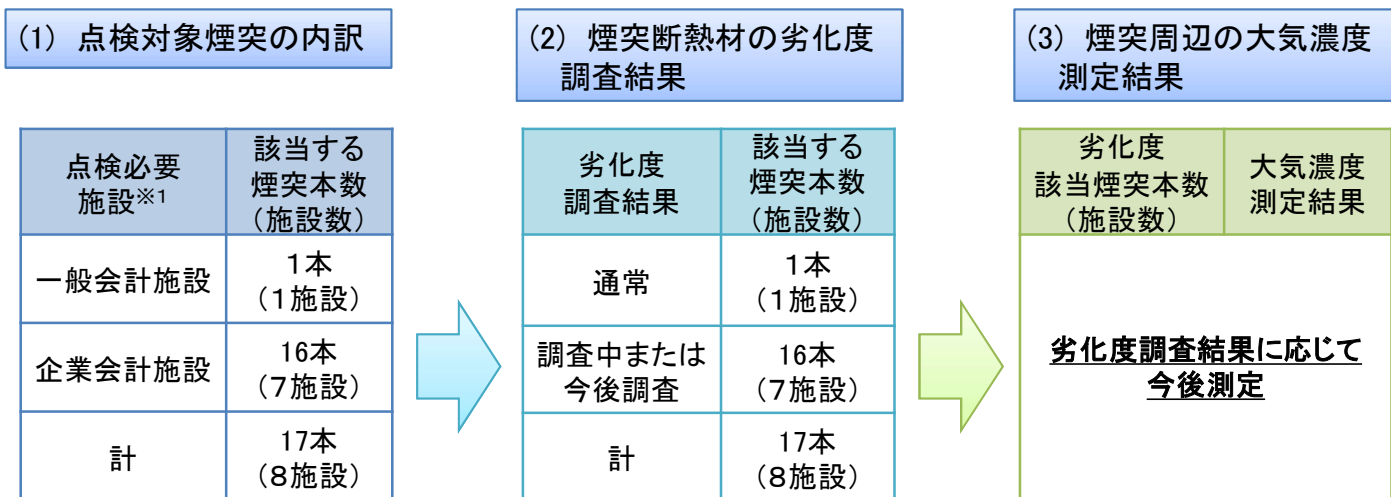 (1) 点検対象煙突の内訳
(2) 煙突断熱材の劣化度
調査結果
(3) 煙突周辺の大気濃度
測定結果
点検必要
施設※1
該当する
煙突本数
(施設数)
一般会計施設
1本
(1施設)
企業会計施設
16本
(7施設)
計
17本
(8施設)
劣化度
調査結果
該当する
煙突本数
(施設数)
通常
1本
(1施設)
調査中または
今後調査
16本
(7施設)
計
17本
(8施設)
劣化度
該当煙突本数
(施設数)
大気濃度
測定結果
劣化度調査結果に応じて
今後測定